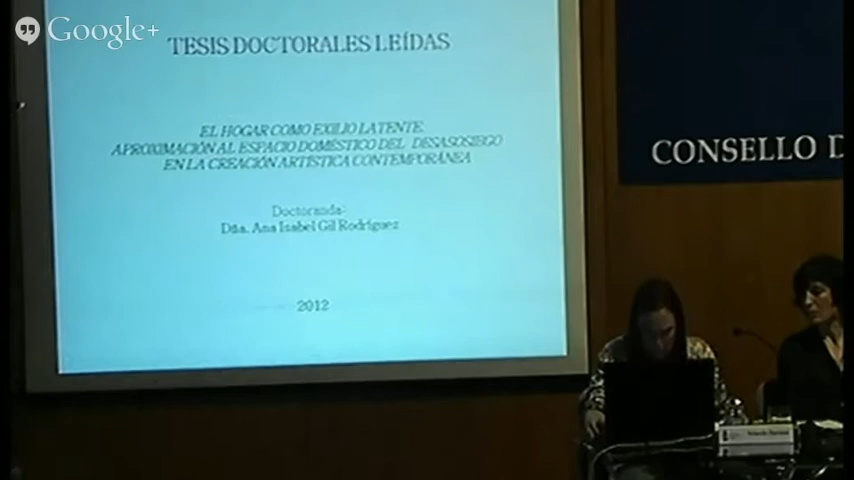 Google+
TESIS DOCTORALES LEÍDAS
EL HOGAR COMO EXILIO LATENTE.
APROXIMACIÓN AL ESPACIO DOMÉSTICO DEL DESASOSIEGO
EN LA CREACIÓN ARTÍSTICA CONTEMPORÁNEA
Doctoranda:
Dña. Ana Isabel Gil Rodríguez
2012
CONSELLO D